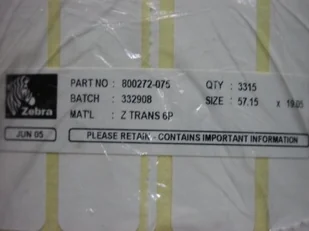 PART NO : 800272-075 QTY : 3315
BATCH : 332908 SIZE : 57.15 x 19.05
MAT'L : Z TRANS 6P
Zebra
JUN 05 PLEASE RETAIN - CONTAINS IMPORTANT INFORMATION